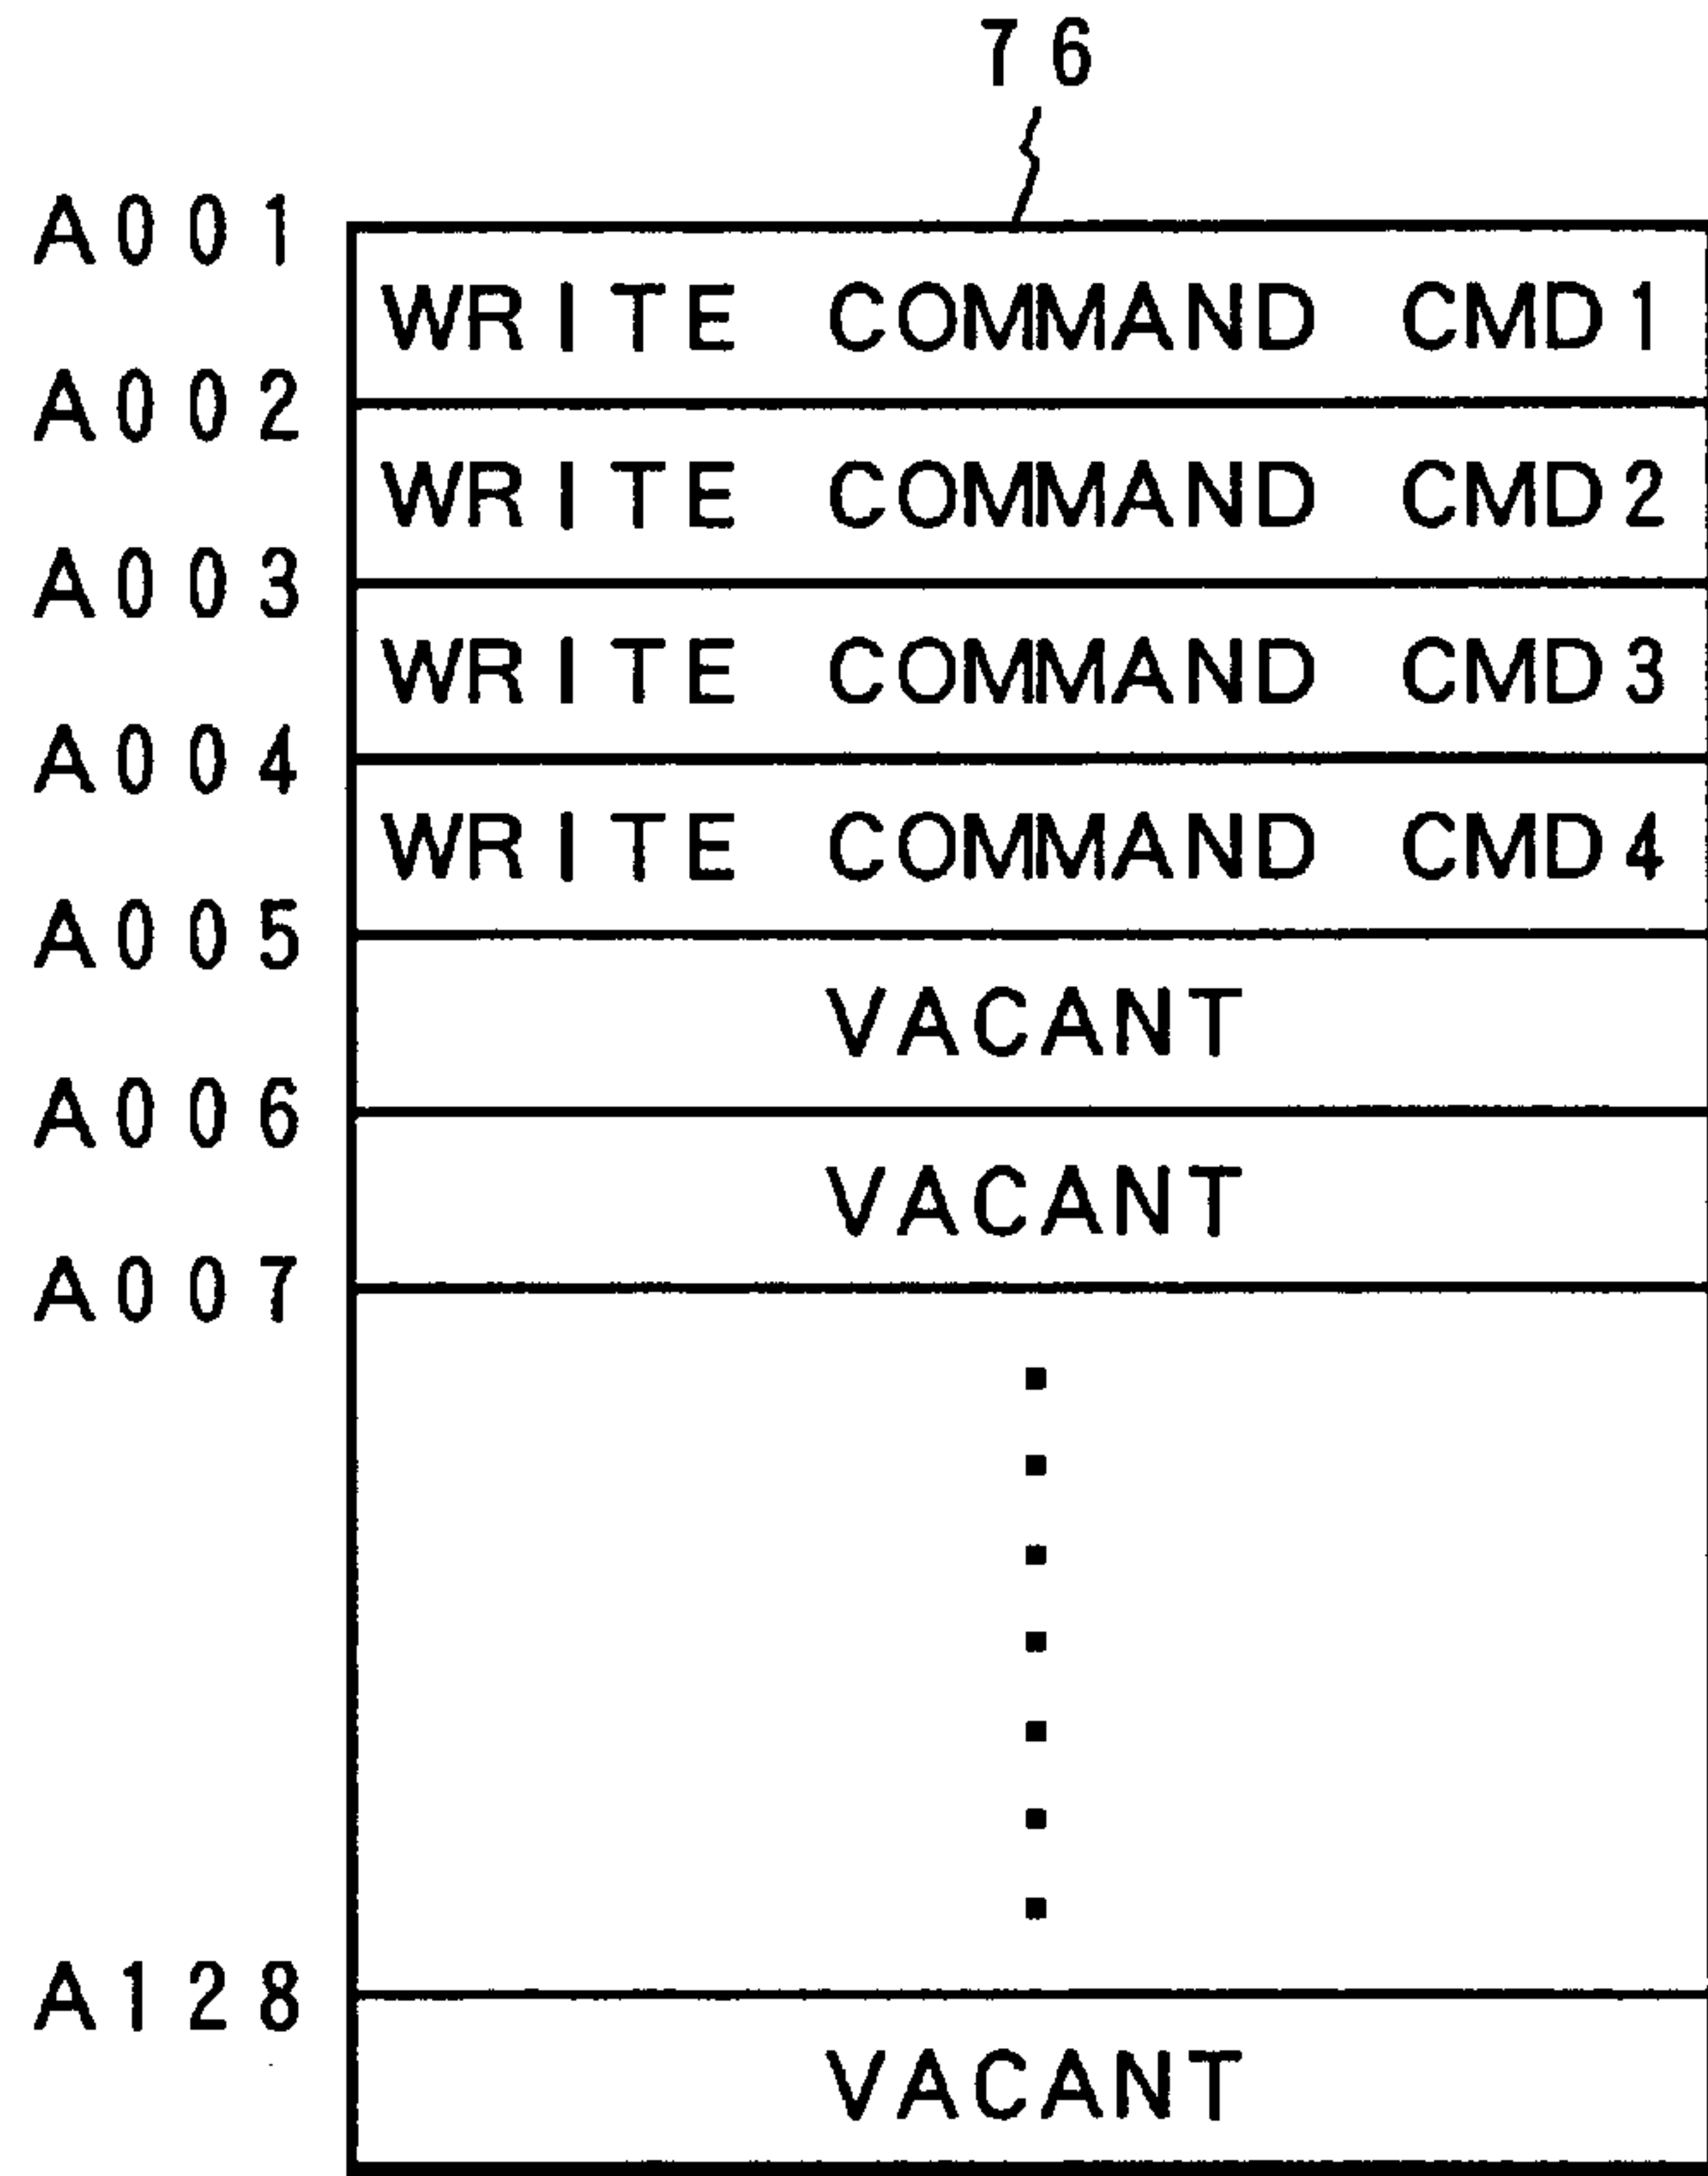 76
A001
WRITE COMMAND CMD1
A002
WRITE COMMAND CMD2
A003
WRITE COMMAND CMD3
A004
WRITE COMMAND CMD4
A005
VACANT
A006
VACANT
A007
A128
VACANT